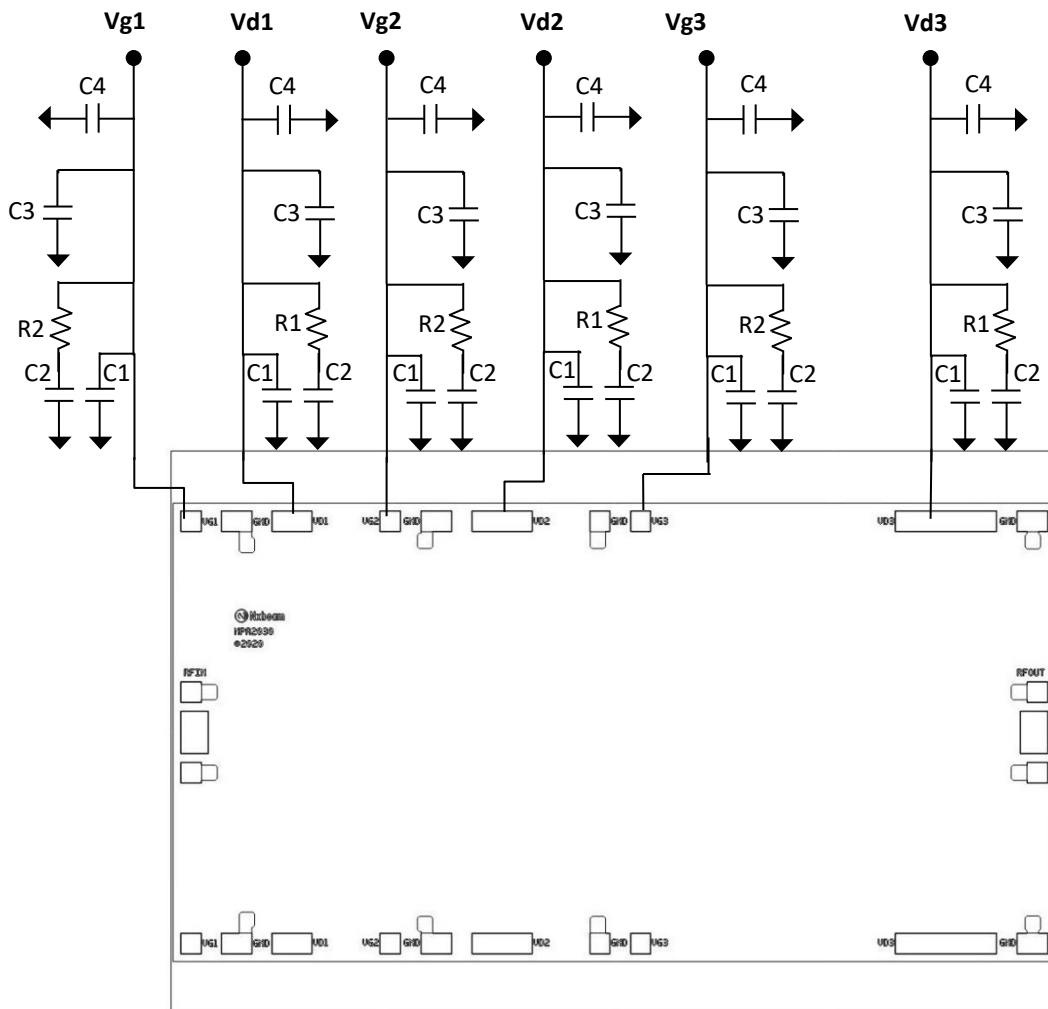 Vg1 Vd1 Vg2 Vd2 Vg3 Vd3
C4 C4 C4 C4 C4 C4
C3 C3 C3 C3 C3 C3
R2 R1 R2 R1 R2 R1
C2 C1 C1 C2 C1 C2 C1 C2 C1 C2 C1 C2
VG1 GND VD1 VG2 GND VD2 GND VG3 VD3 GND
Nxbeam
NPA2030
©2020
RFIN RFOUT
VG1 GND VD1 VG2 GND VD2 GND VG3 VD3 GND